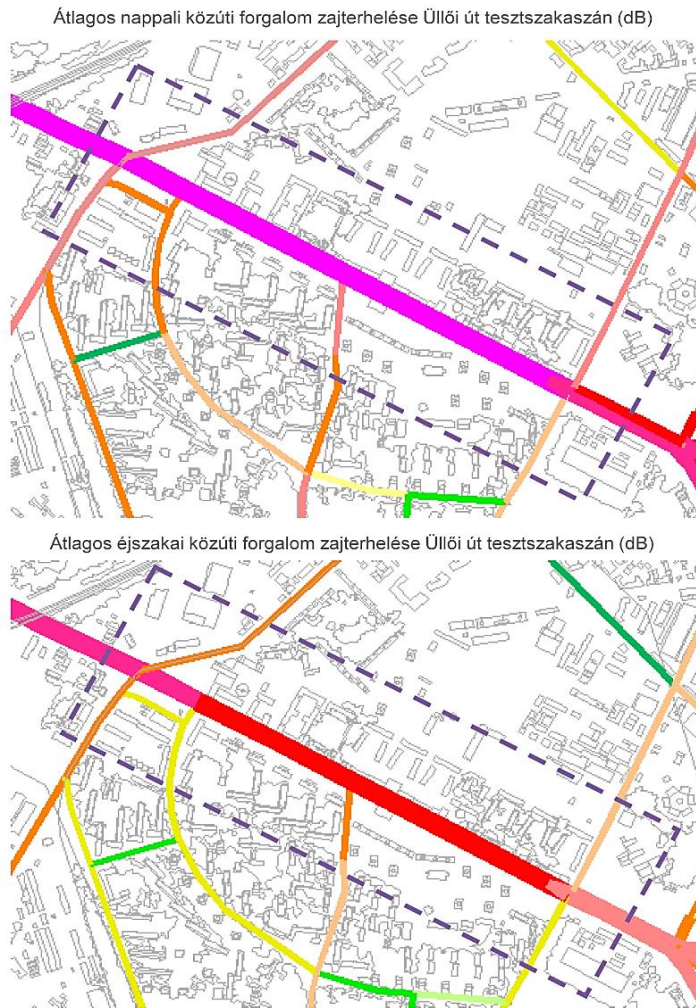 Átlagos nappali közúti forgalom zajterhelése Üllői út tesztszakaszán (dB)
Átlagos éjszakai közúti forgalom zajterhelése Üllői út tesztszakaszán (dB)